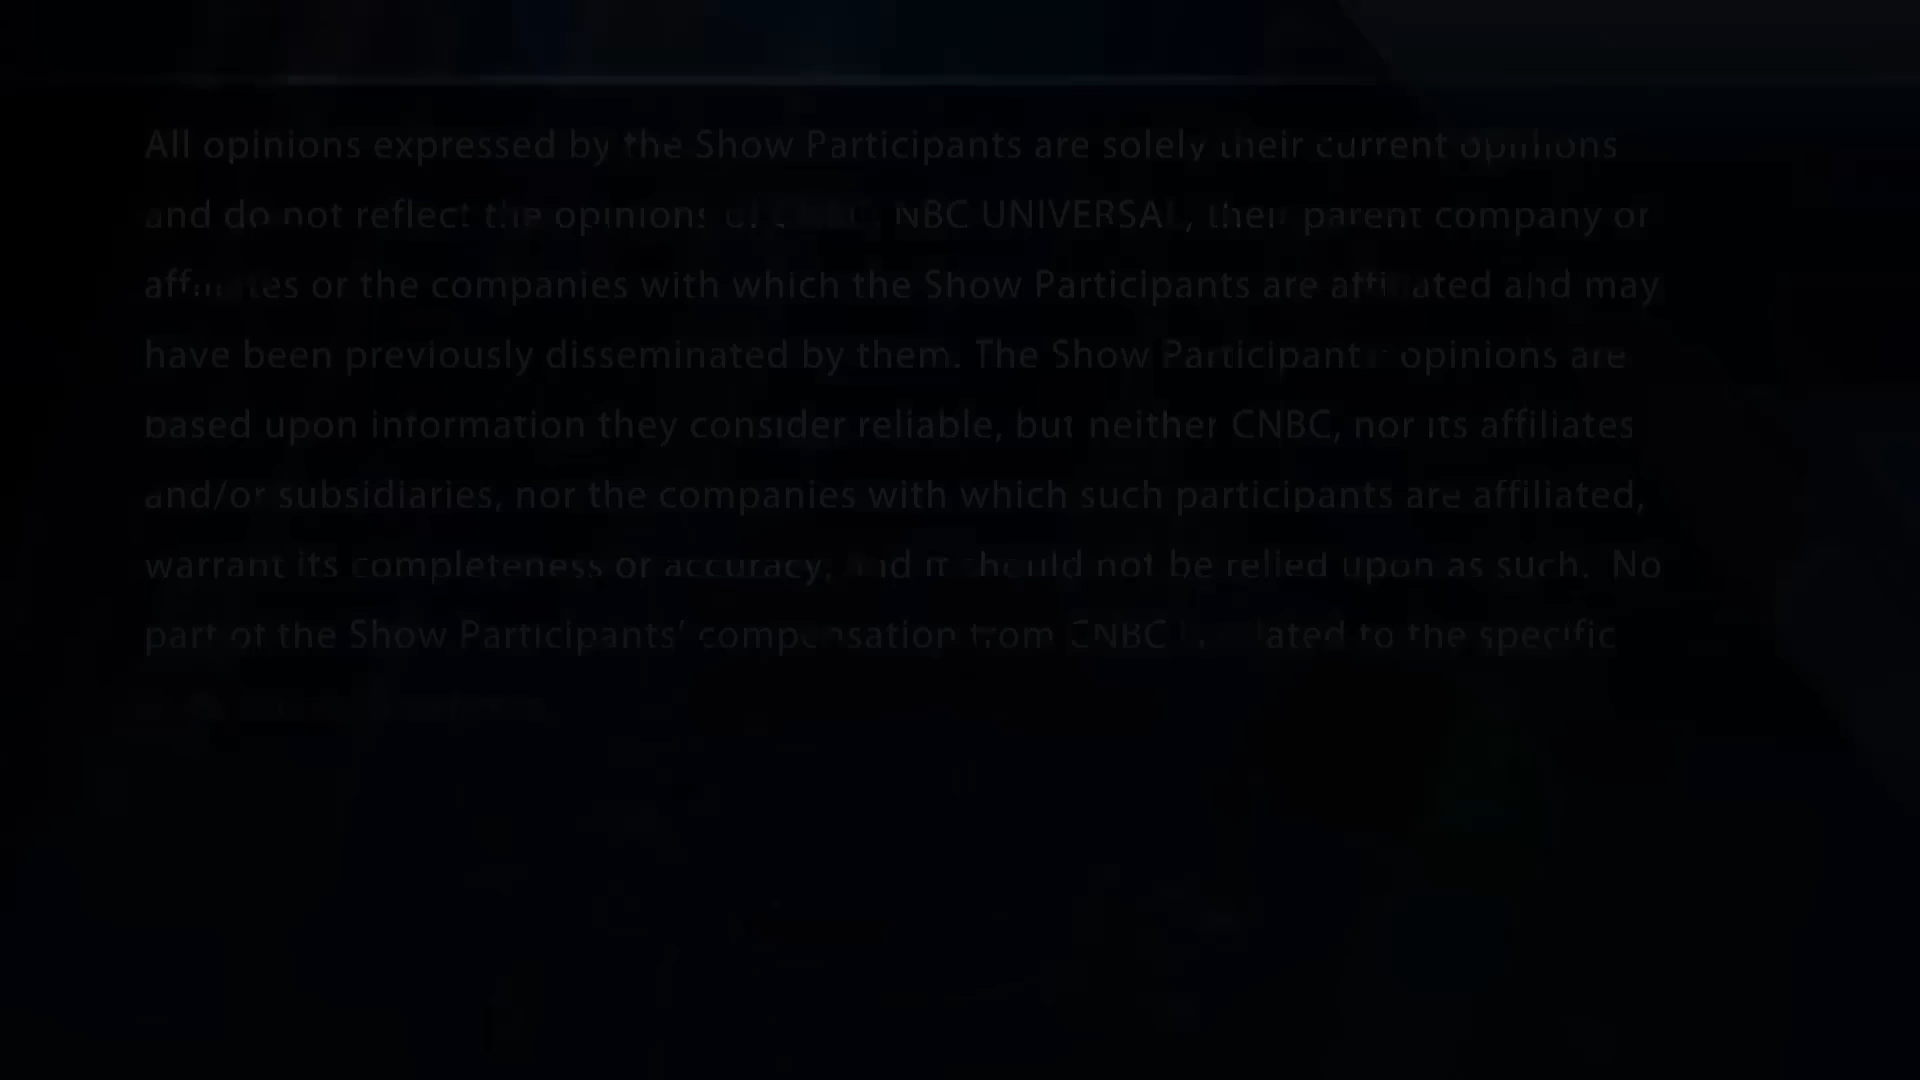 All opinions expressed by the Show Participants are solely their current opinions
and do not reflect the opinions of CNBC, NBC UNIVERSAL, their parent company or
affiliates or the companies with which the Show Participants are affiliated and may
have been previously disseminated by them. The Show Participants' opinions are
based upon information they consider reliable, but neither CNBC, nor its affiliates
and/or subsidiaries, nor the companies with which such participants are affiliated,
warrant its completeness or accuracy, and it should not be relied upon as such. No
part of the Show Participants' compensation from CNBC is related to the specific